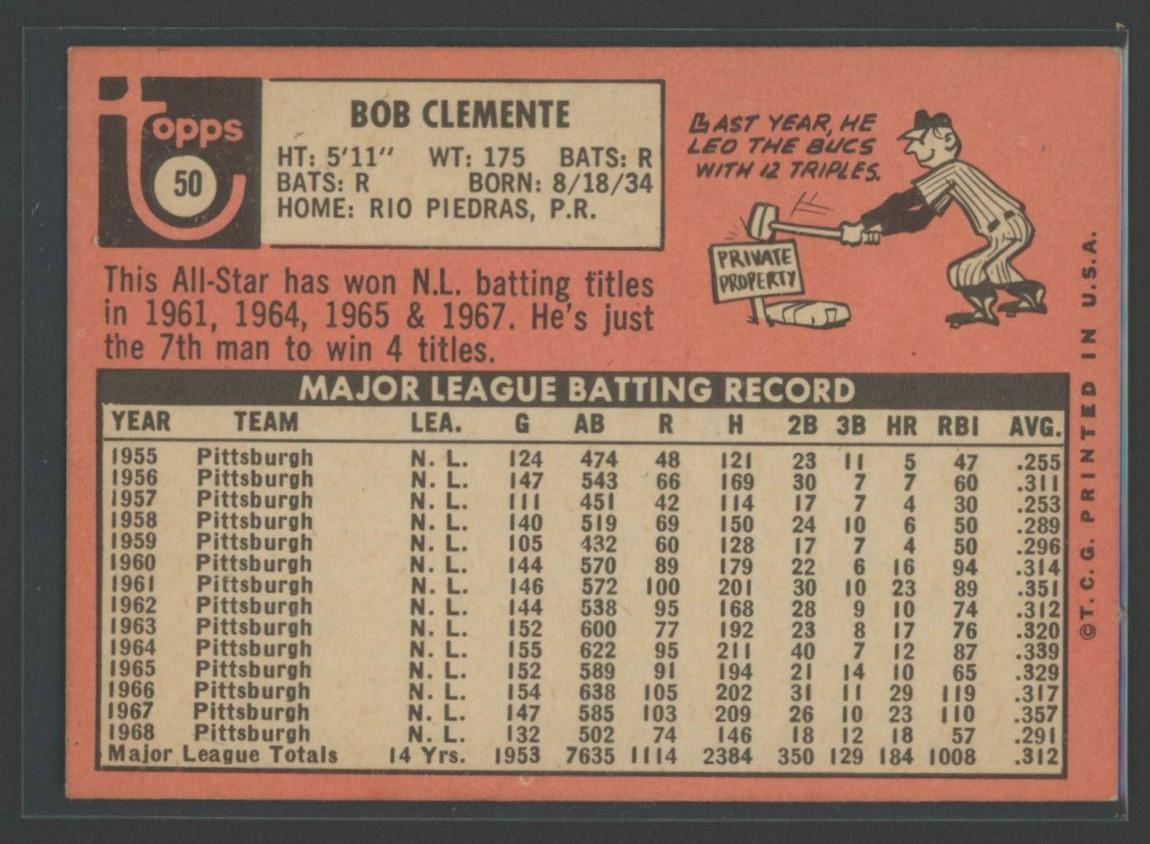 topps
50
BOB CLEMENTE
HT: 5'11" WT: 175 BATS: R
BATS: R BORN: 8/18/34
HOME: RIO PIEDRAS, P.R.
LAST YEAR, HE
LED THE BUCS
WITH 12 TRIPLES.
PRIVATE
PROPERTY
This All-Star has won N.L. batting titles
in 1961, 1964, 1965 & 1967. He's just
the 7th man to win 4 titles.
MAJOR LEAGUE BATTING RECORD
YEAR TEAM LEA. G AB R H 2B 3B HR RBI AVG.
1955 Pittsburgh N. L. 124 474 48 121 23 11 5 47 .255
1956 Pittsburgh N. L. 147 543 66 169 30 7 7 60 .311
1957 Pittsburgh N. L. 111 451 42 114 17 7 4 30 .253
1958 Pittsburgh N. L. 140 519 69 150 24 10 6 50 .289
1959 Pittsburgh N. L. 105 432 60 128 17 7 4 50 .296
1960 Pittsburgh N. L. 144 570 89 179 22 6 16 94 .314
1961 Pittsburgh N. L. 146 572 100 201 30 10 23 89 .351
1962 Pittsburgh N. L. 144 538 95 168 28 9 10 74 .312
1963 Pittsburgh N. L. 152 600 77 192 23 8 17 76 .320
1964 Pittsburgh N. L. 155 622 95 211 40 7 12 87 .339
1965 Pittsburgh N. L. 152 589 91 194 21 14 10 65 .329
1966 Pittsburgh N. L. 154 638 105 202 31 11 29 119 .317
1967 Pittsburgh N. L. 147 585 103 209 26 10 23 110 .357
1968 Pittsburgh N. L. 132 502 74 146 18 12 18 57 .291
Major League Totals 14 Yrs. 1953 7635 1114 2384 350 129 184 1008 .312
©T. C. G. PRINTED IN U.S.A.